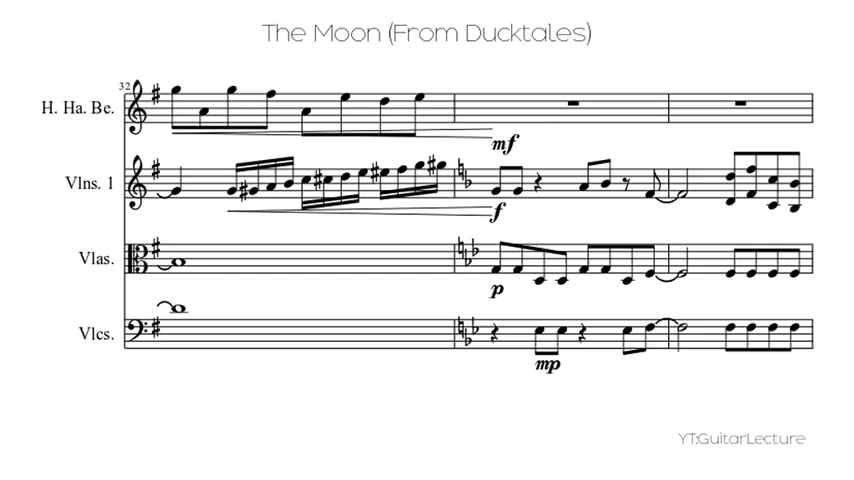 The Moon (From Ducktales)
32
H. Ha. Be.
mf
Vlns. 1
f
Vlas.
p
Vlcs.
mp
YT:GuitarLecture